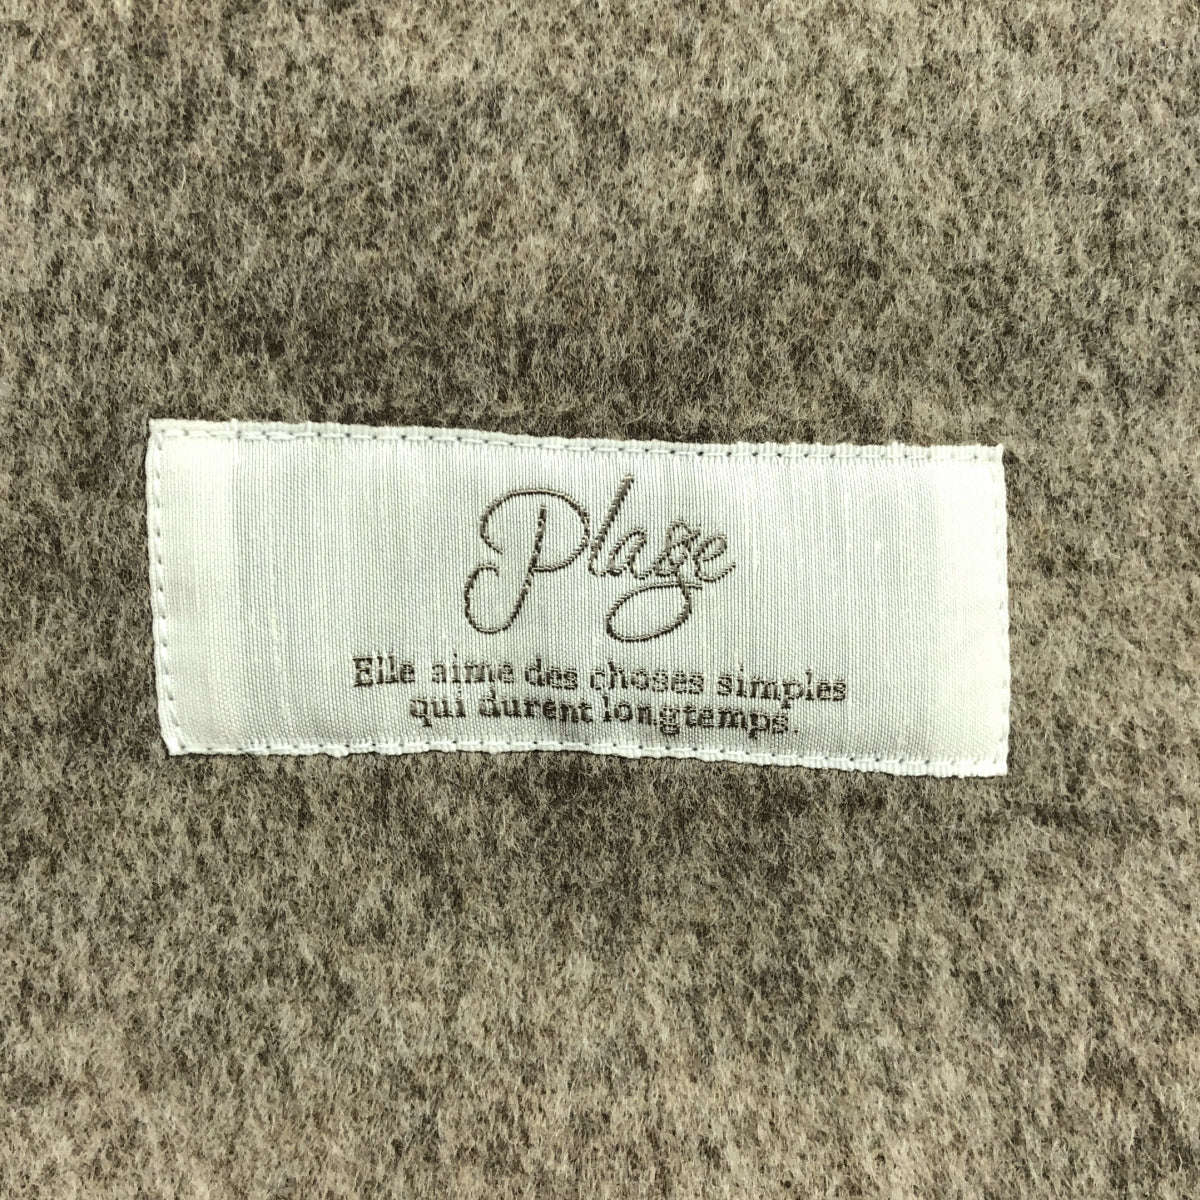 Plage
Elle aime des choses simples
qui durent longtemps.